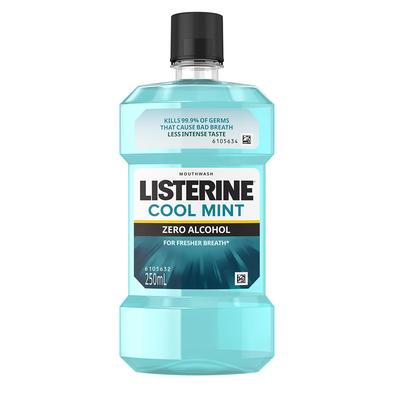 KILLS 99.9% OF GERMS
THAT CAUSE BAD BREATH
LESS INTENSE TASTE
6105634
MOUTHWASH
LISTERINE
COOL MINT
ZERO ALCOHOL
FOR FRESHER BREATH*
6105632
250mL